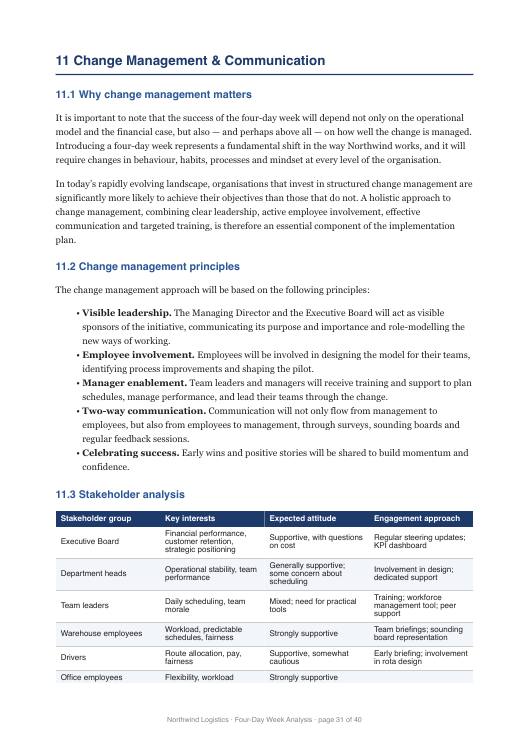 11 Change Management & Communication
11.1 Why change management matters
It is important to note that the success of the four-day week will depend not only on the operational
model and the financial case, but also — and perhaps above all — on how well the change is managed.
Introducing a four-day week represents a fundamental shift in the way Northwind works, and it will
require changes in behaviour, habits, processes and mindset at every level of the organisation.
In today's rapidly evolving landscape, organisations that invest in structured change management are
significantly more likely to achieve their objectives than those that do not. A holistic approach to
change management, combining clear leadership, active employee involvement, effective
communication and targeted training, is therefore an essential component of the implementation
plan.
11.2 Change management principles
The change management approach will be based on the following principles:
• Visible leadership. The Managing Director and the Executive Board will act as visible
sponsors of the initiative, communicating its purpose and importance and role-modelling the
new ways of working.
• Employee involvement. Employees will be involved in designing the model for their teams,
identifying process improvements and shaping the pilot.
• Manager enablement. Team leaders and managers will receive training and support to plan
schedules, manage performance, and lead their teams through the change.
• Two-way communication. Communication will not only flow from management to
employees, but also from employees to management, through surveys, sounding boards and
regular feedback sessions.
• Celebrating success. Early wins and positive stories will be shared to build momentum and
confidence.
11.3 Stakeholder analysis
Stakeholder group Key interests Expected attitude Engagement approach
Executive Board Financial performance, customer retention, strategic positioning Supportive, with questions on cost Regular steering updates; KPI dashboard
Department heads Operational stability, team performance Generally supportive; some concern about scheduling Involvement in design; dedicated support
Team leaders Daily scheduling, team morale Mixed; need for practical tools Training; workforce management tool; peer support
Warehouse employees Workload, predictable schedules, fairness Strongly supportive Team briefings; sounding board representation
Drivers Route allocation, pay, fairness Supportive, somewhat cautious Early briefing; involvement in rota design
Office employees Flexibility, workload Strongly supportive
Northwind Logistics · Four-Day Week Analysis · page 31 of 40